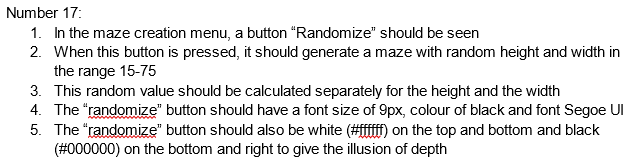 Number 17:
1. In the maze creation menu, a button “Randomize” should be seen
2. When this button is pressed, it should generate a maze with random height and width in
the range 15-75
3. This random value should be calculated separately for the height and the width
4. The “randomize” button should have a font size of 9px, colour of black and font Segoe UI
5. The “randomize” button should also be white (#ffffff) on the top and bottom and black
(#000000) on the bottom and right to give the illusion of depth